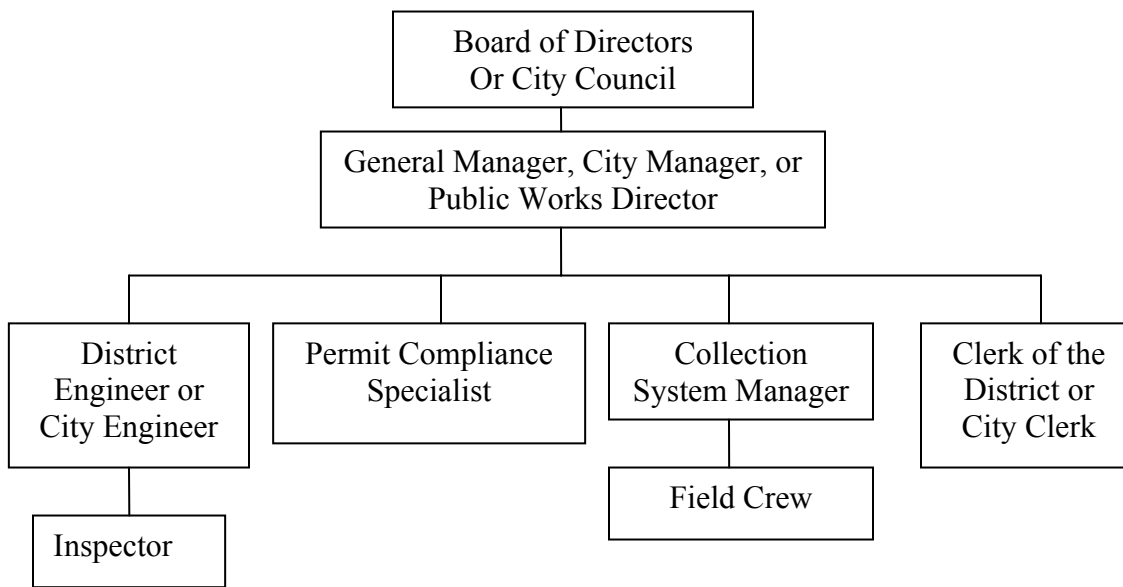 Board of Directors
Or City Council
General Manager, City Manager, or
Public Works Director
District
Engineer or
City Engineer
Permit Compliance
Specialist
Collection
System Manager
Clerk of the
District or
City Clerk
Inspector
Field Crew